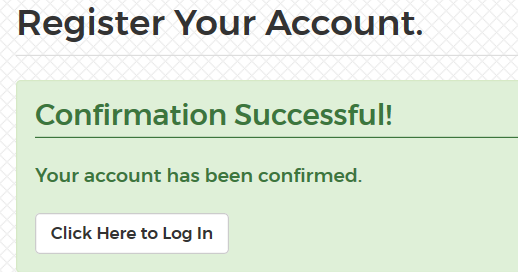 Register Your Account.
Confirmation Successful!
Your account has been confirmed.
Click Here to Log In